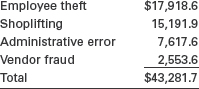 Employee theft $17,918.6
Shoplifting 15,191.9
Administrative error 7,617.6
Vendor fraud 2,553.6
Total $43,281.7